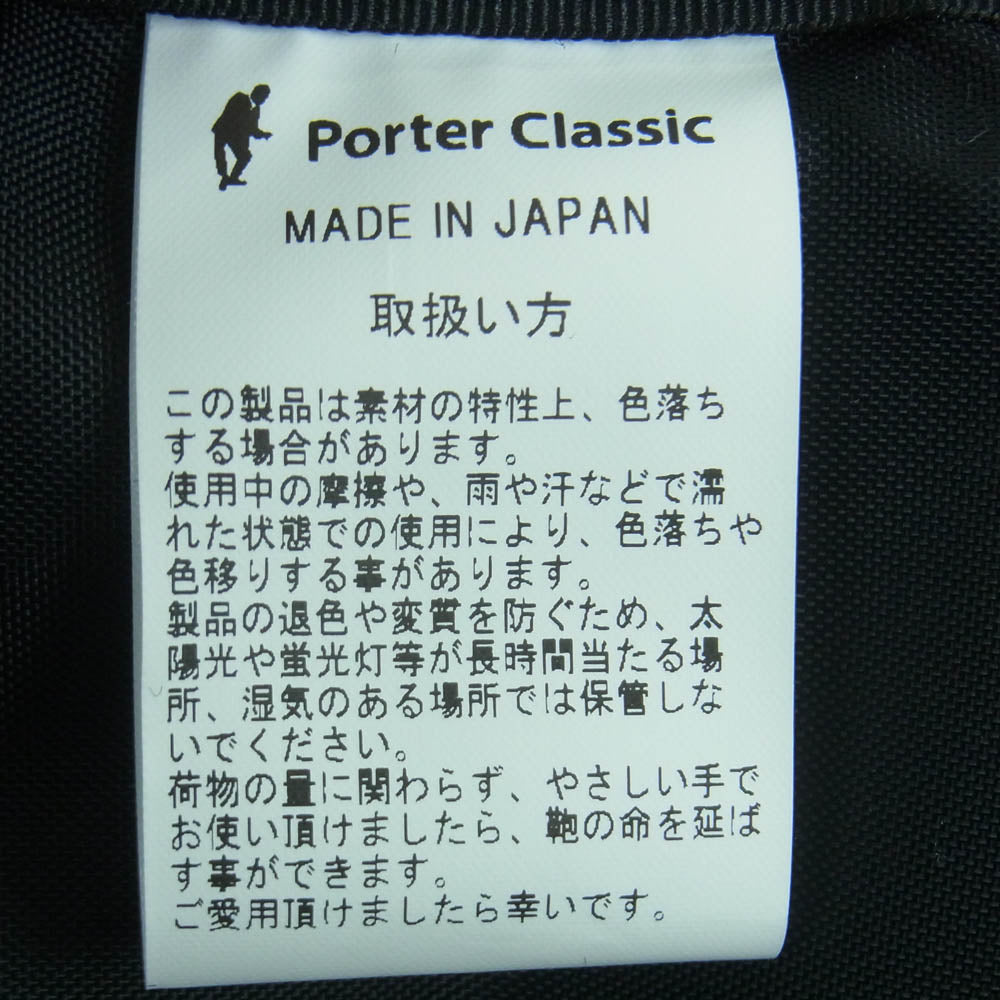 Porter Classic
MADE IN JAPAN
取扱い方
この製品は素材の特性上、色落ち
する場合があります。
使用中の摩擦や、雨や汗などで濡
れた状態での使用により、色落ちや
色移りする事があります。
製品の退色や変質を防ぐため、太
陽光や蛍光灯等が長時間当たる場
所、湿気のある場所では保管しな
いでください。
荷物の量に関わらず、やさしい手で
お使い頂けましたら、鞄の命を延ば
す事ができます。
ご愛用頂けましたら幸いです。